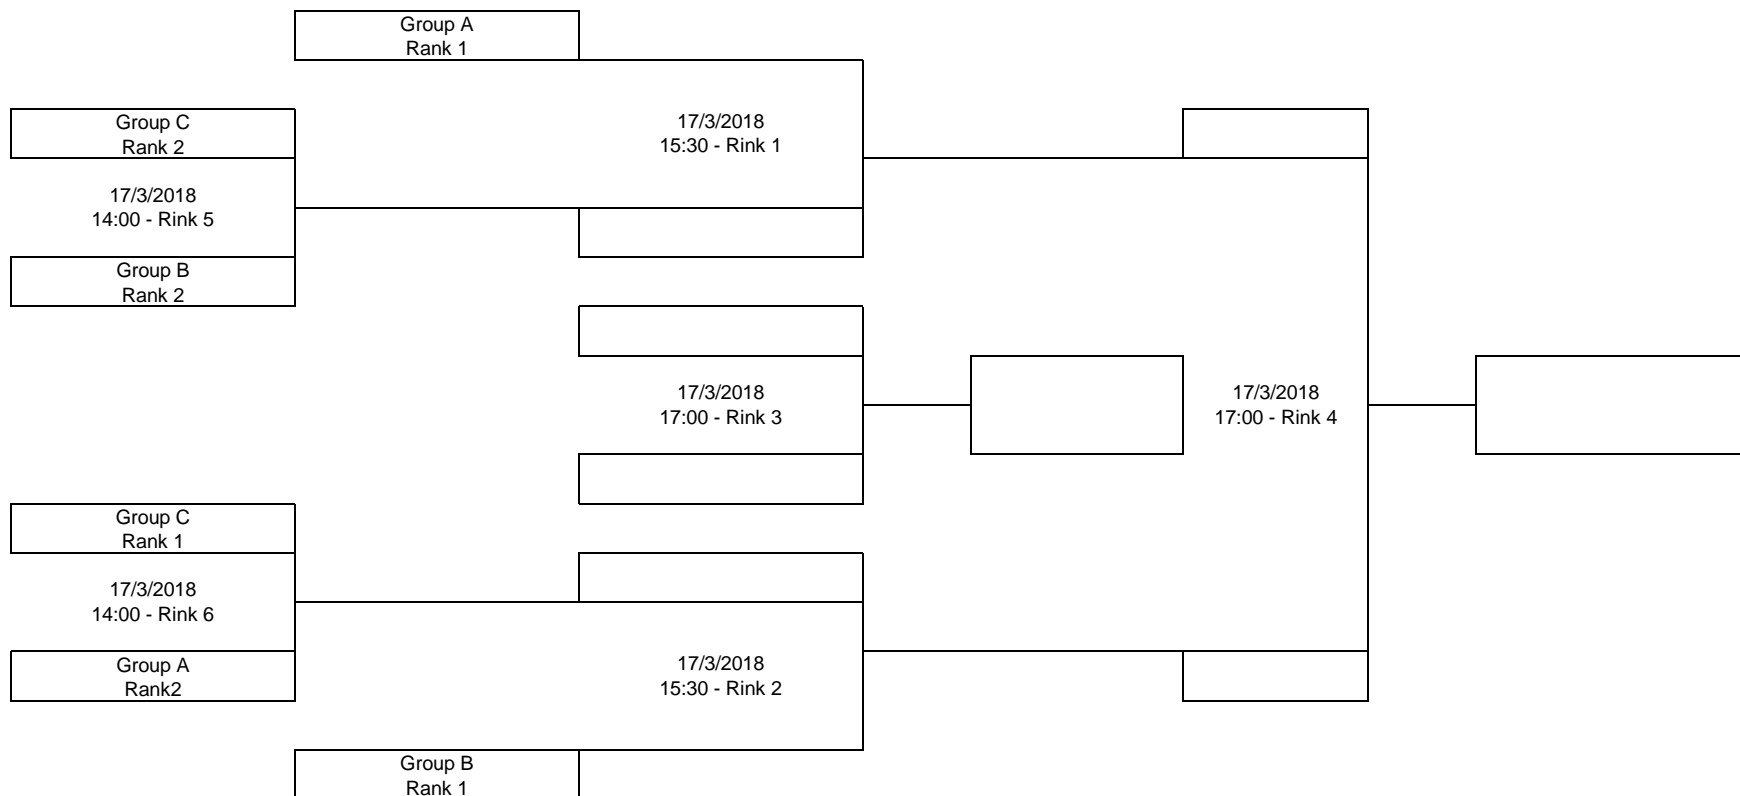 Group A
Rank 1
Group C
Rank 2
17/3/2018
15:30 - Rink 1
17/3/2018
14:00 - Rink 5
Group B
Rank 2
17/3/2018
17:00 - Rink 3
17/3/2018
17:00 - Rink 4
Group C
Rank 1
17/3/2018
14:00 - Rink 6
Group A
Rank2
17/3/2018
15:30 - Rink 2
Group B
Rank 1